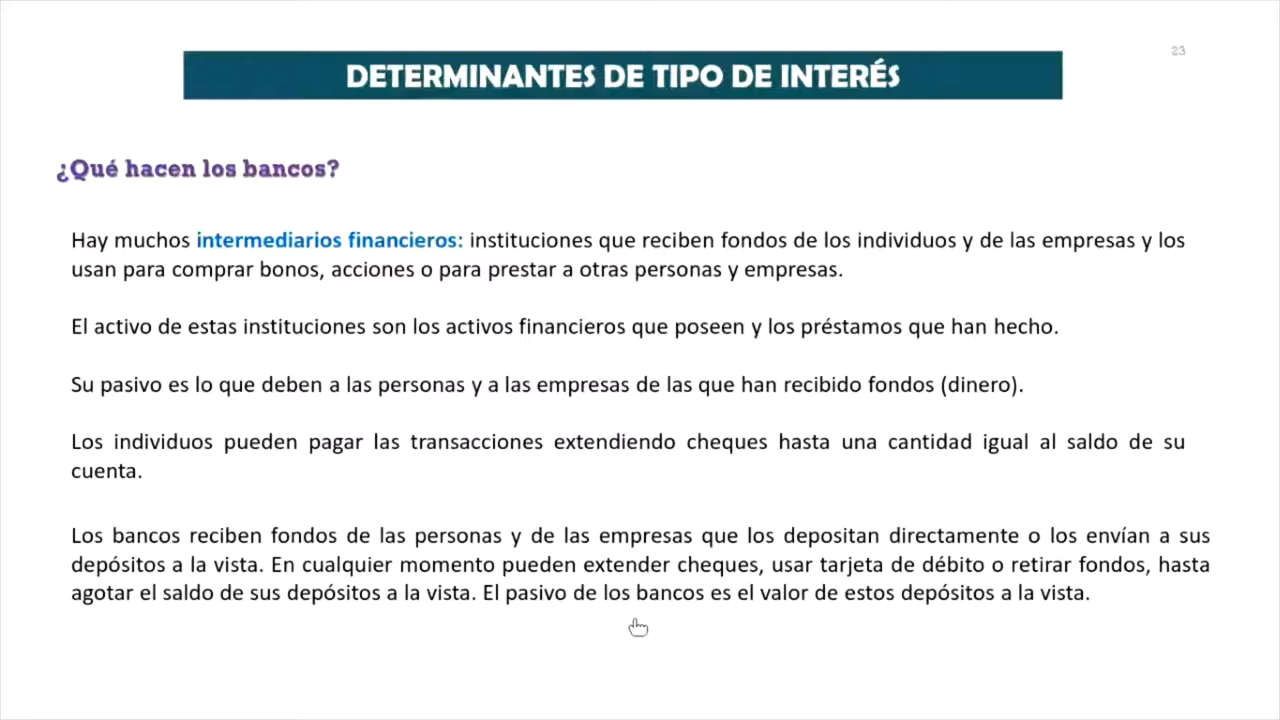 23
DETERMINANTES DE TIPO DE INTERÉS
¿Qué hacen los bancos?
Hay muchos intermediarios financieros: instituciones que reciben fondos de los individuos y de las empresas y los
usan para comprar bonos, acciones o para prestar a otras personas y empresas.
El activo de estas instituciones son los activos financieros que poseen y los préstamos que han hecho.
Su pasivo es lo que deben a las personas y a las empresas de las que han recibido fondos (dinero).
Los individuos pueden pagar las transacciones extendiendo cheques hasta una cantidad igual al saldo de su
cuenta.
Los bancos reciben fondos de las personas y de las empresas que los depositan directamente o los envían a sus
depósitos a la vista. En cualquier momento pueden extender cheques, usar tarjeta de débito o retirar fondos, hasta
agotar el saldo de sus depósitos a la vista. El pasivo de los bancos es el valor de estos depósitos a la vista.